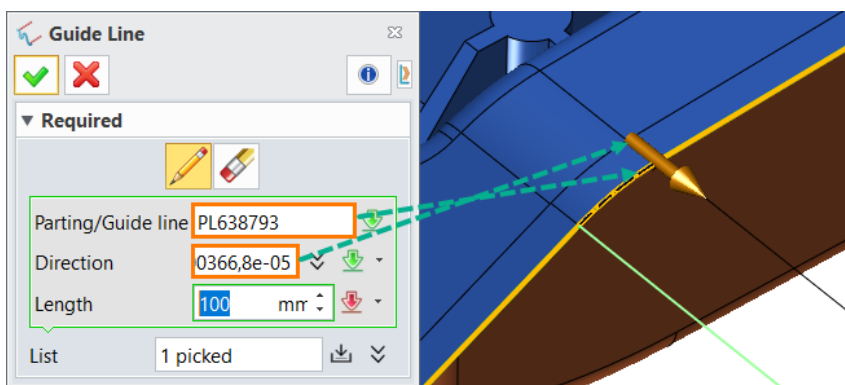 Guide Line
Required
Parting/Guide line PL638793
Direction 0366,8e-05
Length 100 mm
List 1 picked